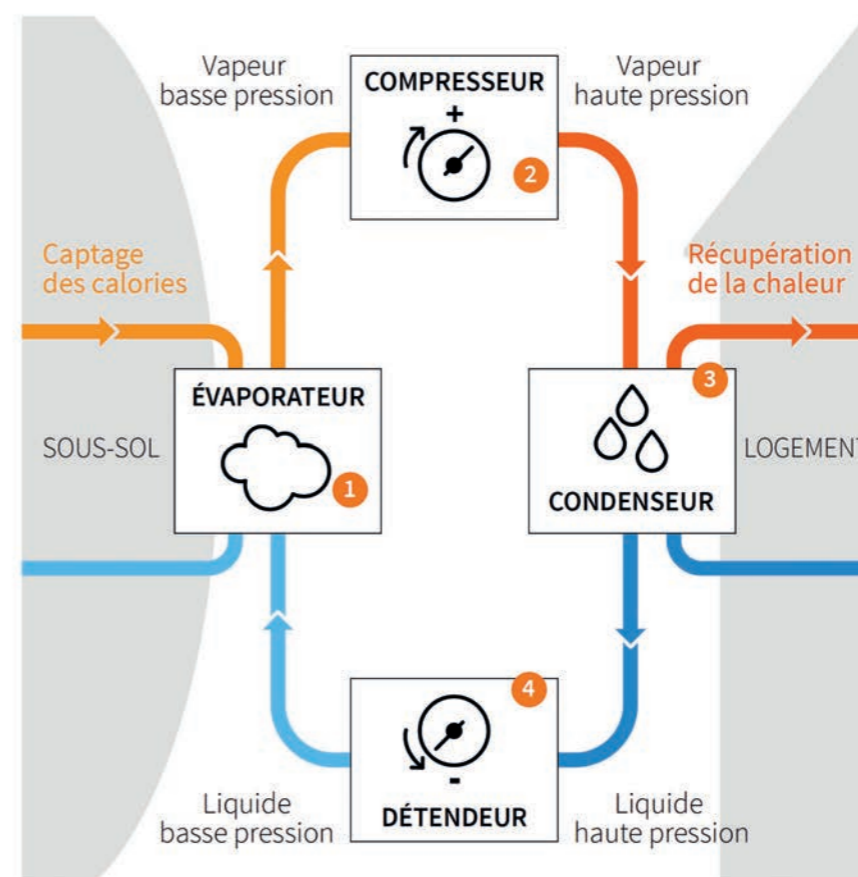 Vapeur
basse pression
COMPRESSEUR
+
2
Vapeur
haute pression
Captage
des calories
Récupération
de la chaleur
ÉVAPORATEUR
1
3
CONDENSEUR
SOUS-SOL
LOGEMENT
4
-
DÉTENDEUR
Liquide
basse pression
Liquide
haute pression